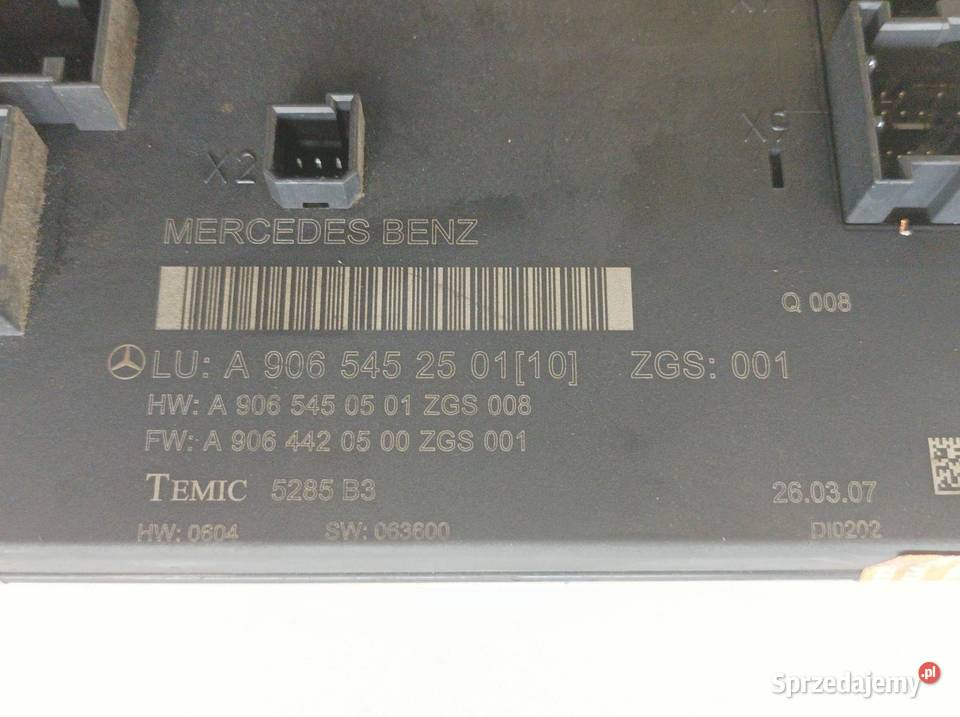 X2
X9
MERCEDES BENZ
Q 008
LU: A 906 545 25 01[10] ZGS: 001
HW: A 906 545 05 01 ZGS 008
FW: A 906 442 05 00 ZGS 001
TEMIC 5285 B3 26.03.07
HW: 0604 SW: 063600 DI0202
Sprzedajemy.pl